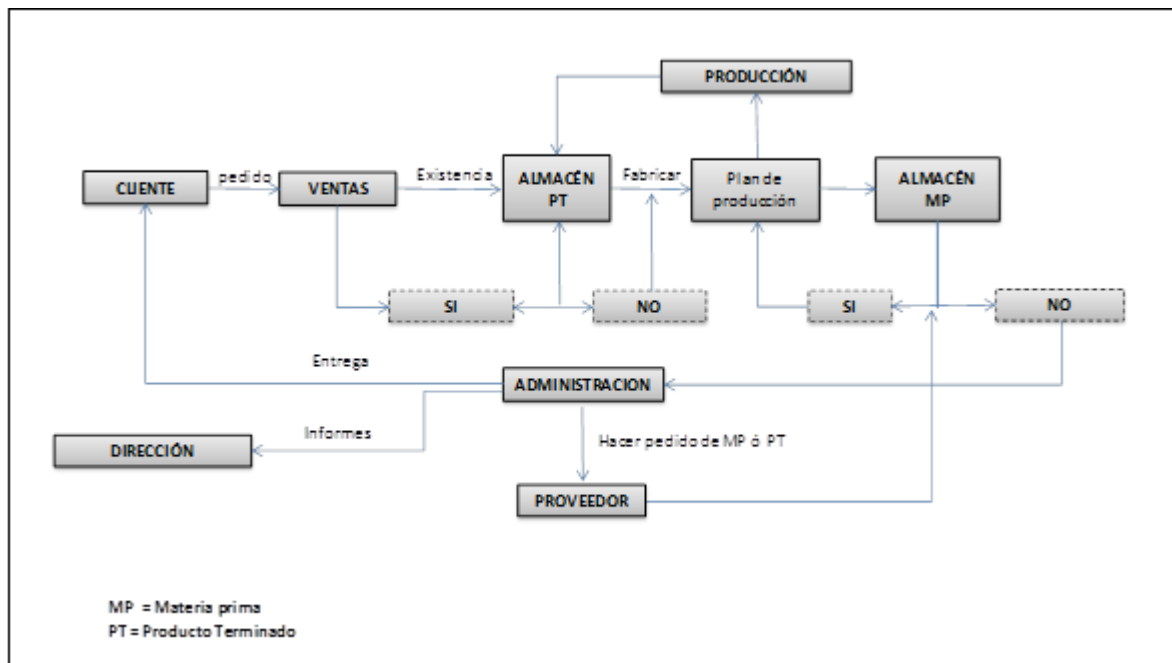 PRODUCCIÓN
CLIENTE
pedido
VENTAS
Existencia
ALMACÉN
PT
Fabricar
Plan de
producción
ALMACÉN
MP
SI
NO
SI
NO
Entrega
ADMINISTRACION
Informes
DIRECCIÓN
Hacer pedido de MP ó PT
PROVEEDOR
MP = Materia prima
PT = Producto Terminado